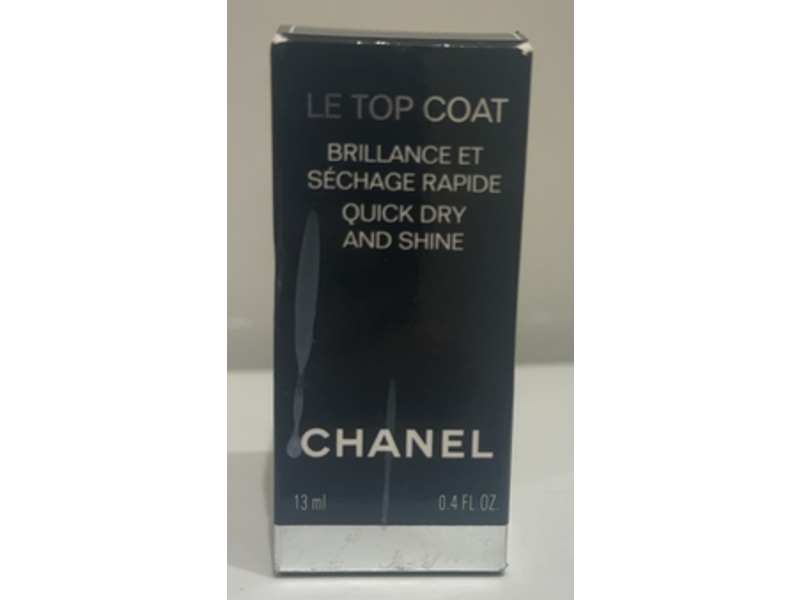 LE TOP COAT
BRILLANCE ET
SÉCHAGE RAPIDE
QUICK DRY
AND SHINE
CHANEL
13 ml 0.4 FL.OZ.